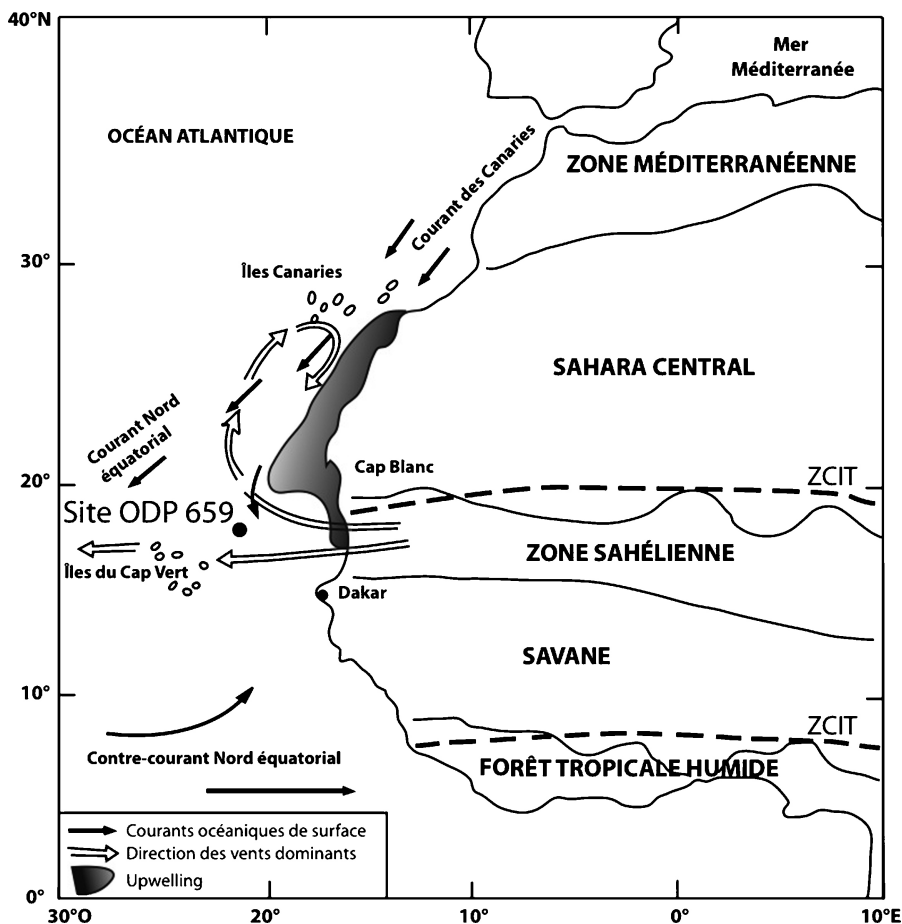 40°N
Mer
Méditerranée
OCÉAN ATLANTIQUE
Courant des Canaries
ZONE MÉDITERRANÉENNE
30°
Îles Canaries
SAHARA CENTRAL
Courant Nord
équatorial
Cap Blanc
ZCIT
20°
Site ODP 659
ZONE SAHÉLIENNE
Îles du Cap Vert
Dakar
SAVANE
10°
ZCIT
Contre-courant Nord équatorial
FORÊT TROPICALE HUMIDE
Courants océaniques de surface
Direction des vents dominants
Upwelling
0°
30°O
20°
10°
0°
10°E